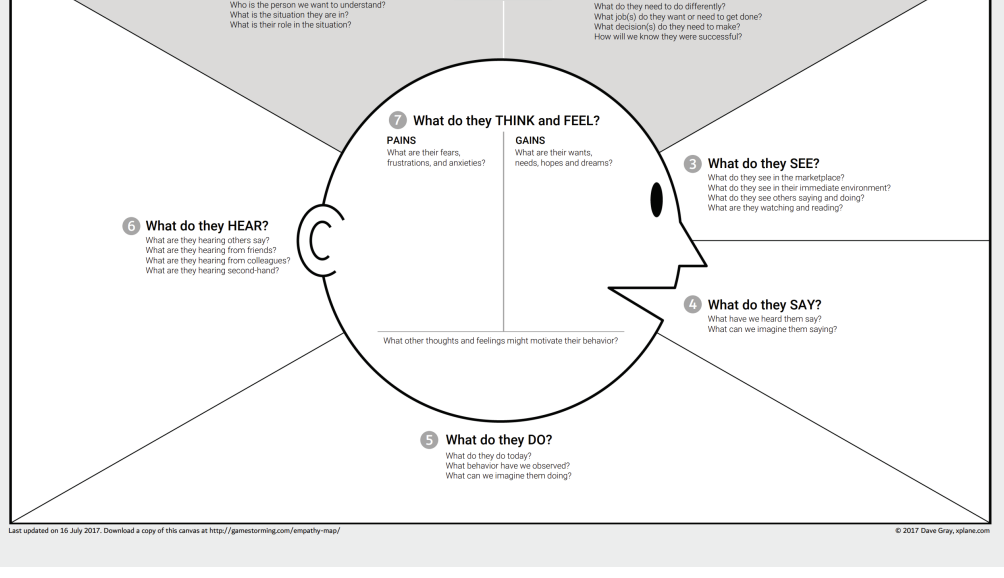 Who is the person we want to understand?
What is the situation they are in?
What is their role in the situation?
What do they need to do differently?
What job(s) do they want or need to get done?
What decision(s) do they need to make?
How will we know they were successful?
7 What do they THINK and FEEL?
PAINS
What are their fears,
frustrations, and anxieties?
GAINS
What are their wants,
needs, hopes and dreams?
3 What do they SEE?
What do they see in the marketplace?
What do they see in their immediate environment?
What do they see others saying and doing?
What are they watching and reading?
6 What do they HEAR?
What are they hearing others say?
What are they hearing from friends?
What are they hearing from colleagues?
What are they hearing second-hand?
4 What do they SAY?
What have we heard them say?
What can we imagine them saying?
What other thoughts and feelings might motivate their behavior?
5 What do they DO?
What do they do today?
What behavior have we observed?
What can we imagine them doing?
Last updated on 16 July 2017. Download a copy of this canvas at http://gamestorming.com/empathy-map/
© 2017 Dave Gray, xplane.com